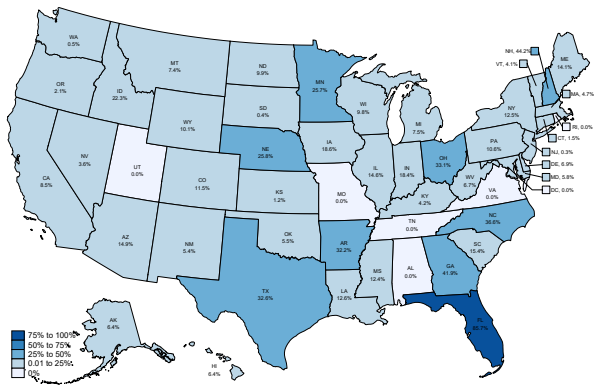 WA
0.5%
OR
2.1%
CA
8.5%
NV
3.6%
ID
22.3%
MT
7.4%
WY
10.1%
UT
0.0%
CO
11.5%
AZ
14.9%
NM
5.4%
ND
9.9%
SD
0.4%
NE
25.8%
KS
1.2%
OK
5.5%
TX
32.6%
MN
25.7%
IA
18.6%
MO
0.0%
AR
32.2%
LA
12.6%
WI
9.8%
IL
14.6%
MI
7.5%
IN
18.4%
OH
33.1%
KY
4.2%
TN
0.0%
MS
12.4%
AL
0.0%
GA
41.9%
FL
SC
15.4%
NC
36.6%
VA
0.0%
WV
6.7%
PA
10.8%
NY
12.5%
ME
14.1%
NH, 44.2%
VT, 4.1%
MA, 4.7%
RI, 0.0%
CT, 1.5%
NJ, 0.3%
DE, 6.9%
MD, 5.8%
DC, 0.0%
AK
6.4%
HI
6.4%
75% to 100%
50% to 75%
25% to 50%
0.01 to 25%
0%